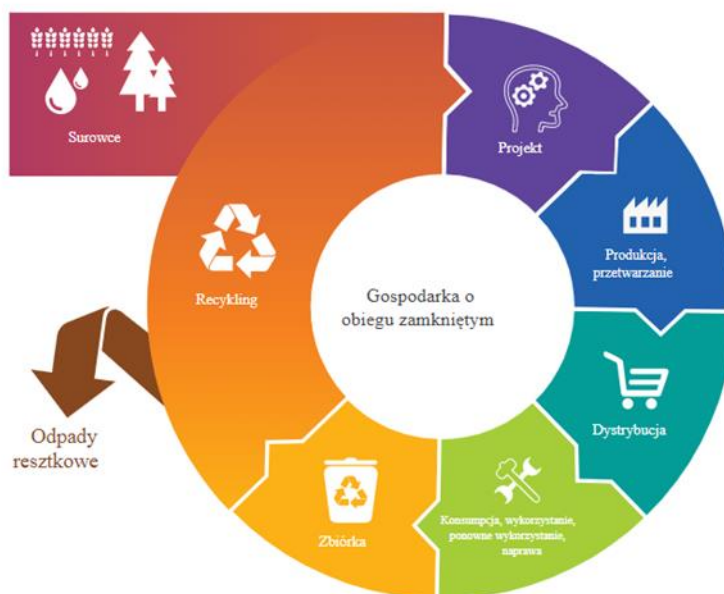 Surowce
Projekt
Produkcja,
przetwarzanie
Recykling
Gospodarka o
obiegu zamkniętym
Dystrybucja
Odpady
resztkowe
Zbiórka
Konsumpcja, wykorzystanie,
ponowne wykorzystanie,
naprawa